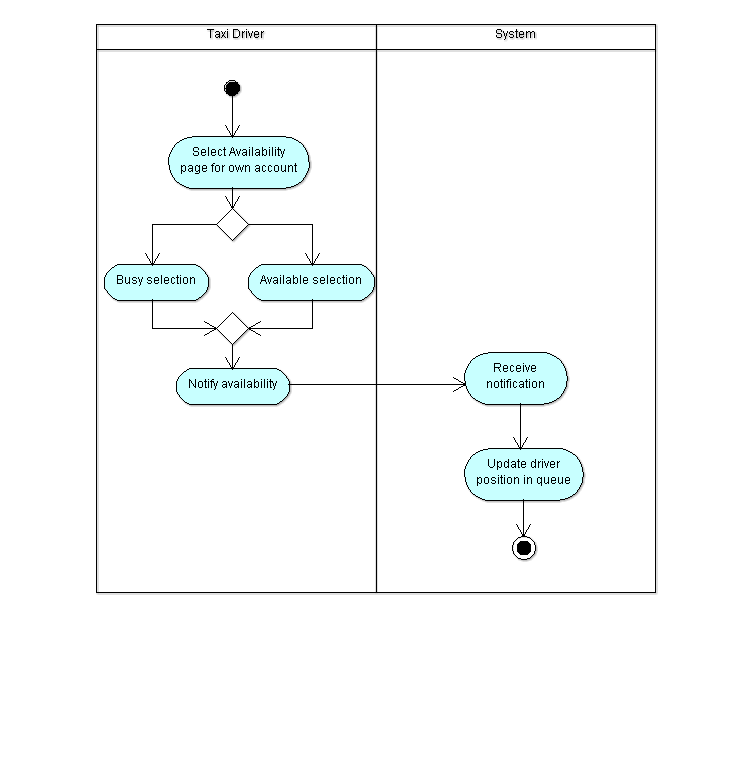 Taxi Driver
System
Select Availability
page for own account
Busy selection
Available selection
Notify availability
Receive
notification
Update driver
position in queue